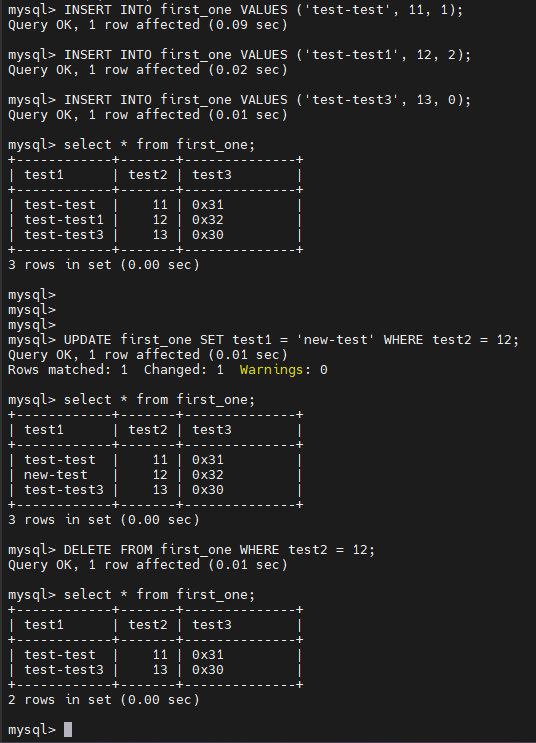 mysql> INSERT INTO first_one VALUES ('test-test', 11, 1);
Query OK, 1 row affected (0.09 sec)

mysql> INSERT INTO first_one VALUES ('test-test1', 12, 2);
Query OK, 1 row affected (0.02 sec)

mysql> INSERT INTO first_one VALUES ('test-test3', 13, 0);
Query OK, 1 row affected (0.01 sec)

mysql> select * from first_one;
+------------+-------+--------------+
| test1      | test2 | test3        |
+------------+-------+--------------+
| test-test  |    11 | 0x31         |
| test-test1 |    12 | 0x32         |
| test-test3 |    13 | 0x30         |
+------------+-------+--------------+
3 rows in set (0.00 sec)

mysql>
mysql>
mysql>
mysql> UPDATE first_one SET test1 = 'new-test' WHERE test2 = 12;
Query OK, 1 row affected (0.01 sec)
Rows matched: 1  Changed: 1  Warnings: 0

mysql> select * from first_one;
+------------+-------+--------------+
| test1      | test2 | test3        |
+------------+-------+--------------+
| test-test  |    11 | 0x31         |
| new-test   |    12 | 0x32         |
| test-test3 |    13 | 0x30         |
+------------+-------+--------------+
3 rows in set (0.00 sec)

mysql> DELETE FROM first_one WHERE test2 = 12;
Query OK, 1 row affected (0.01 sec)

mysql> select * from first_one;
+------------+-------+--------------+
| test1      | test2 | test3        |
+------------+-------+--------------+
| test-test  |    11 | 0x31         |
| test-test3 |    13 | 0x30         |
+------------+-------+--------------+
2 rows in set (0.00 sec)

mysql>